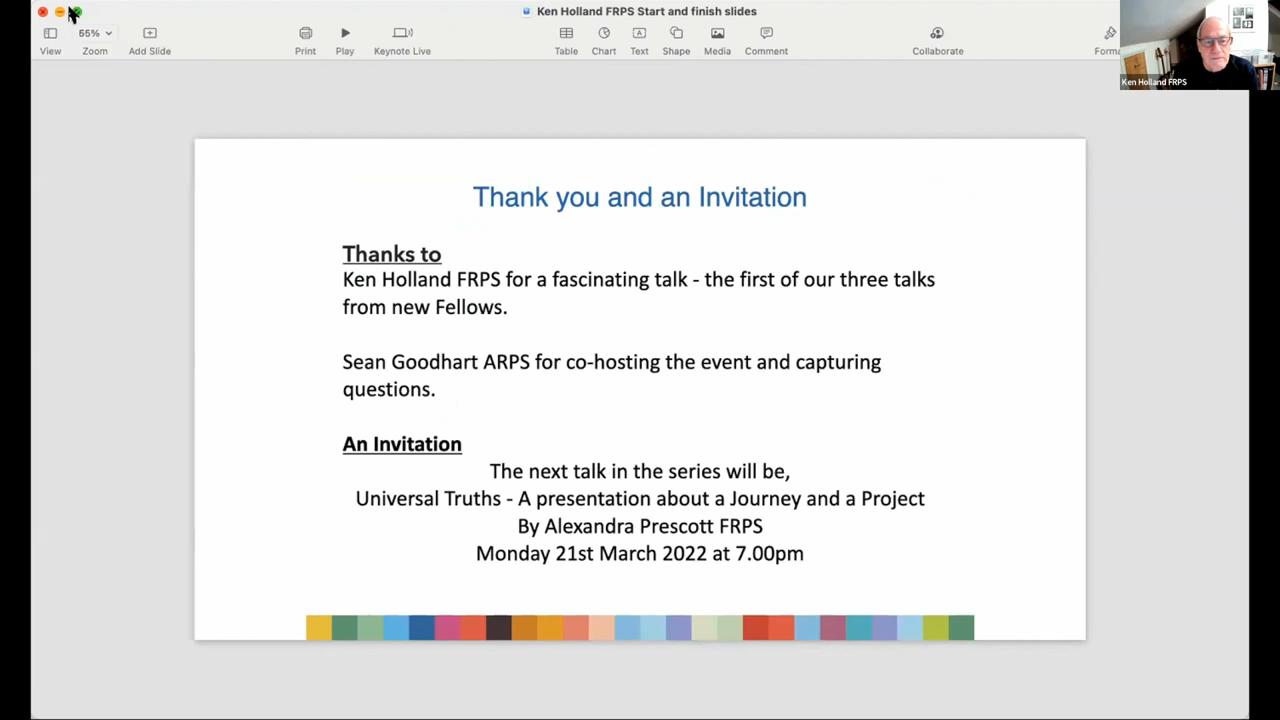 Ken Holland FRPS Start and finish slides
View
55%
Zoom
Add Slide
Print
Play
Keynote Live
Table
Chart
Text
Shape
Media
Comment
Collaborate
Forma
Ken Holland FRPS
Thank you and an Invitation
Thanks to
Ken Holland FRPS for a fascinating talk - the first of our three talks
from new Fellows.
Sean Goodhart ARPS for co-hosting the event and capturing
questions.
An Invitation
The next talk in the series will be,
Universal Truths - A presentation about a Journey and a Project
By Alexandra Prescott FRPS
Monday 21st March 2022 at 7.00pm